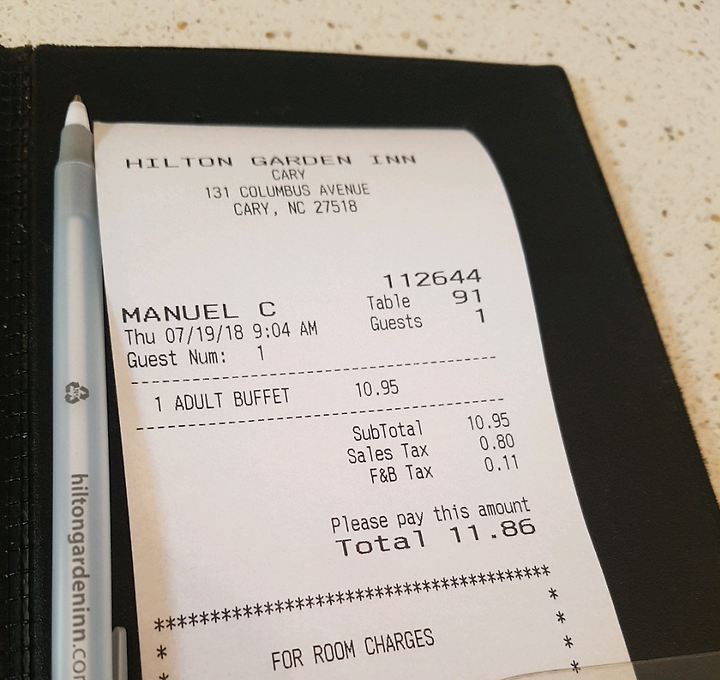 HILTON GARDEN INN
CARY
131 COLUMBUS AVENUE
CARY, NC 27518
112644
MANUEL C Table 91
Thu 07/19/18 9:04 AM Guests 1
Guest Num: 1
--------------------------------
1 ADULT BUFFET 10.95
--------------------------------
SubTotal 10.95
Sales Tax 0.80
F&B Tax 0.11
Please pay this amount
Total 11.86
************************************
* *
* FOR ROOM CHARGES *
* *
hiltongardeninn.co